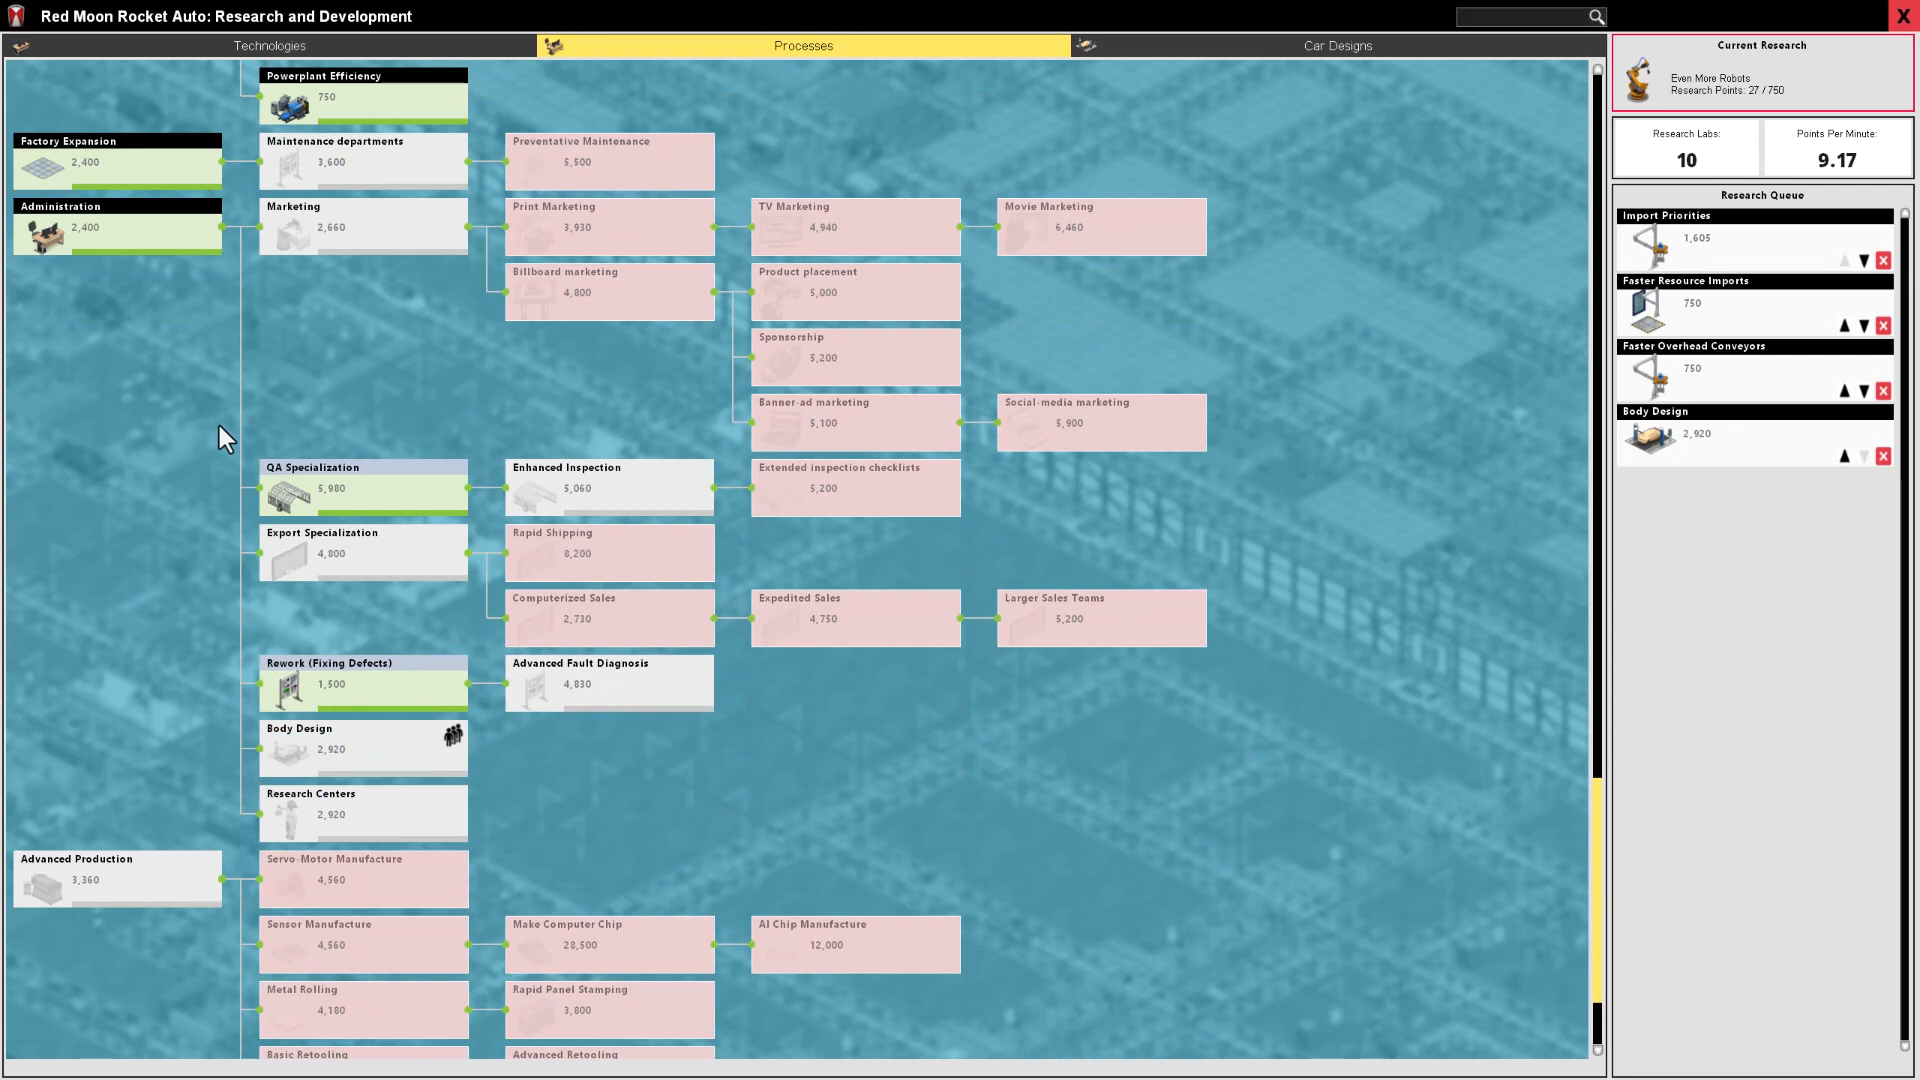 Red Moon Rocket Auto: Research and Development
X
Technologies
Processes
Car Designs
Powerplant Efficiency
750
Factory Expansion
2,400
Maintenance departments
3,600
Preventative Maintenance
5,500
Administration
2,400
Marketing
2,660
Print Marketing
3,930
TV Marketing
4,940
Movie Marketing
6,460
Billboard marketing
4,800
Product placement
5,000
Sponsorship
5,200
Banner-ad marketing
5,100
Social-media marketing
5,900
QA Specialization
5,980
Enhanced Inspection
5,060
Extended inspection checklists
5,200
Export Specialization
4,800
Rapid Shipping
8,200
Computerized Sales
2,730
Expedited Sales
4,750
Larger Sales Teams
5,200
Rework (Fixing Defects)
1,500
Advanced Fault Diagnosis
4,830
Body Design
2,920
Research Centers
2,920
Advanced Production
3,360
Servo-Motor Manufacture
4,560
Sensor Manufacture
4,560
Make Computer Chip
28,500
AI Chip Manufacture
12,000
Metal Rolling
4,180
Rapid Panel Stamping
3,800
Basic Retooling
Advanced Retooling
Current Research
Even More Robots
Research Points: 27 / 750
Research Labs:
10
Points Per Minute:
9.17
Research Queue
Import Priorities
1,605
Faster Resource Imports
750
Faster Overhead Conveyors
750
Body Design
2,920